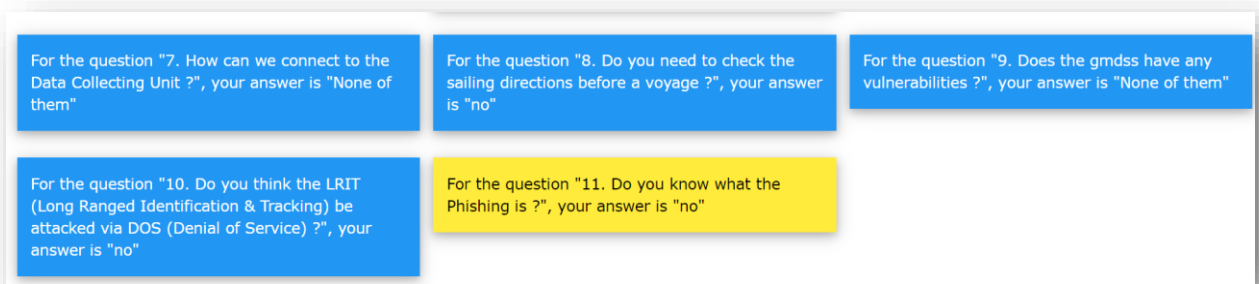 For the question "7. How can we connect to the
Data Collecting Unit ?", your answer is "None of
them"
For the question "8. Do you need to check the
sailing directions before a voyage ?", your answer
is "no"
For the question "9. Does the gmdss have any
vulnerabilities ?", your answer is "None of them"
For the question "10. Do you think the LRIT
(Long Ranged Identification & Tracking) be
attacked via DOS (Denial of Service) ?", your
answer is "no"
For the question "11. Do you know what the
Phishing is ?", your answer is "no"